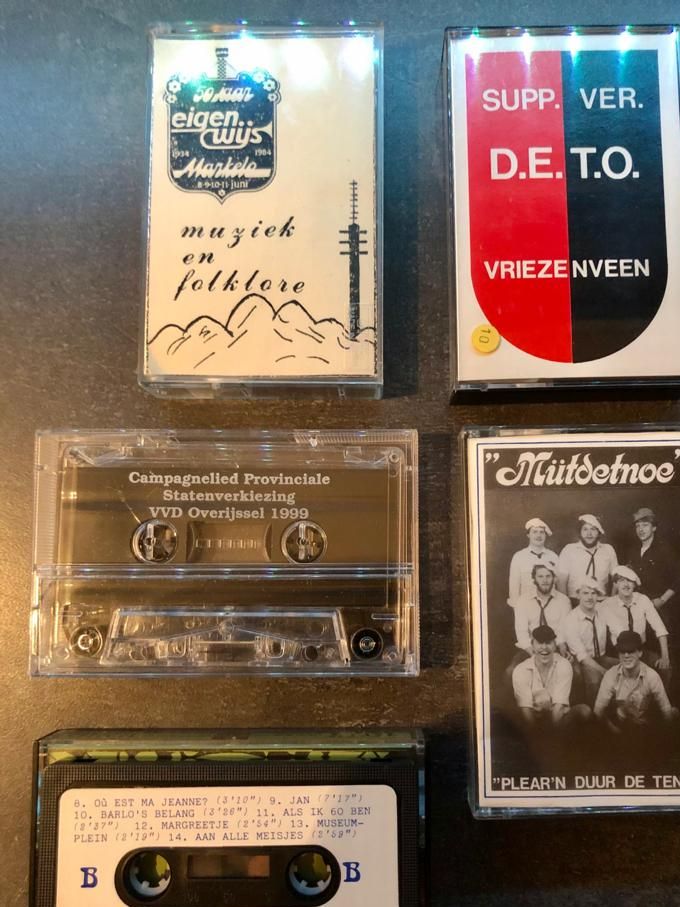 50 jaar
eigen
wijs
1934 1984
Markelo
8-9-10-11 juni
muziek
en
folklore
SUPP. VER.
D.E.T.O.
VRIEZENVEEN
10
Campagnelied Provinciale
Statenverkiezing
VVD Overijssel 1999
"Mütdetnoe"
"PLEAR'N DUUR DE TEN
8. Où EST MA JEANNE? (3'10") 9. JAN (7'17")
10. BARLO'S BELANG (3'26") 11. ALS IK 60 BEN
(2'37") 12. MARGREETJE (2'54") 13. MUSEUM-
PLEIN (2'19") 14. AAN ALLE MEISJES (2'59")
B B